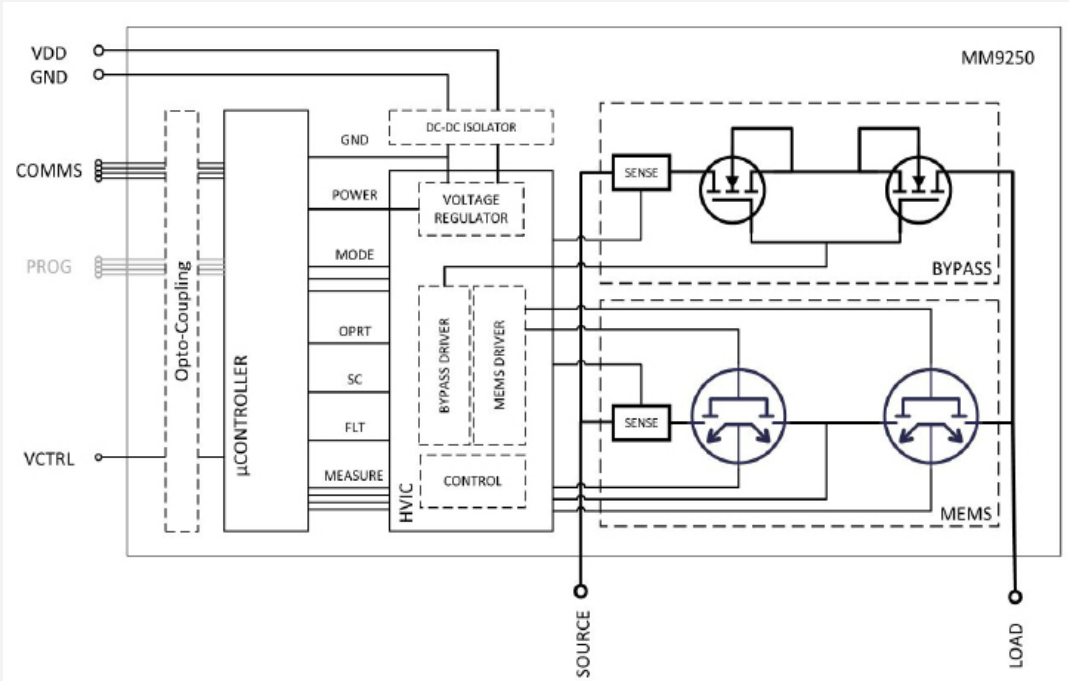 VDD
GND
MM9250
DC-DC ISOLATOR
GND
COMMS
SENSE
POWER
VOLTAGE
REGULATOR
MODE
PROG
BYPASS
Opto-Coupling
µCONTROLLER
OPRT
BYPASS DRIVER
MEMS DRIVER
SC
FLT
SENSE
VCTRL
MEASURE
CONTROL
HVIC
MEMS
SOURCE
LOAD